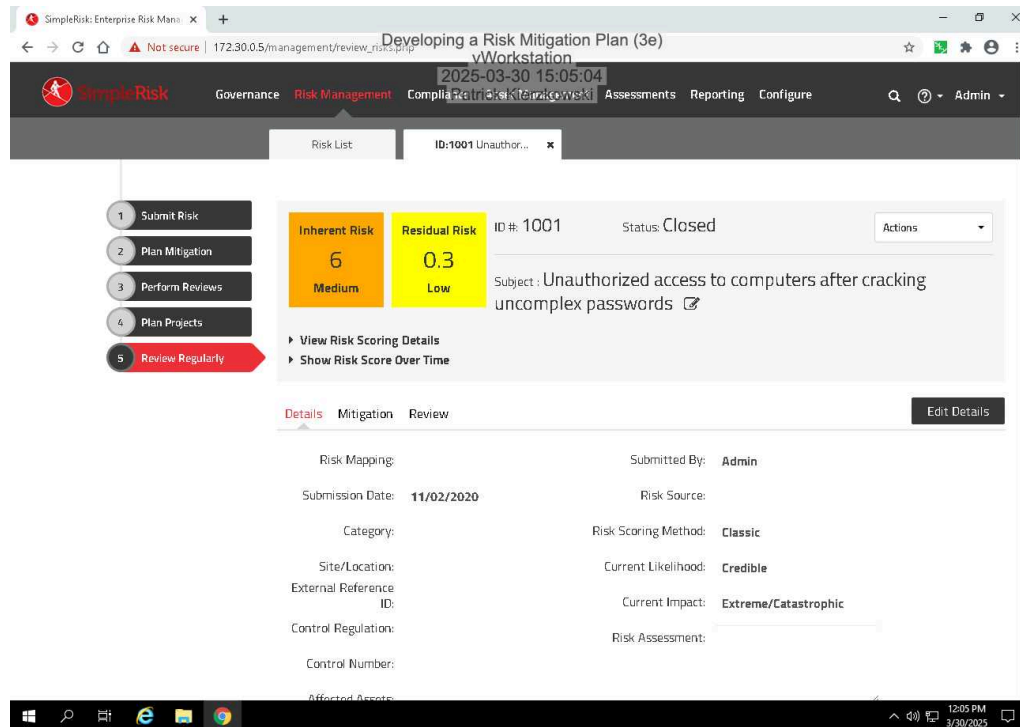 SimpleRisk: Enterprise Risk Mana
Not secure | 172.30.0.5/management/review_risks.php
Developing a Risk Mitigation Plan (3e)
vWorkstation
2025-03-30 15:05:04
SimpleRisk
Governance Risk Management Compliance Assessments Reporting Configure Admin
Risk List ID:1001 Unauthor...
1 Submit Risk
2 Plan Mitigation
3 Perform Reviews
4 Plan Projects
5 Review Regularly
Inherent Risk
6
Medium
Residual Risk
0.3
Low
ID #: 1001 Status: Closed
Actions
Subject : Unauthorized access to computers after cracking
uncomplex passwords
View Risk Scoring Details
Show Risk Score Over Time
Details Mitigation Review
Edit Details
Risk Mapping: Submitted By: Admin
Submission Date: 11/02/2020 Risk Source:
Category: Risk Scoring Method: Classic
Site/Location: Current Likelihood: Credible
External Reference
ID:
Current Impact: Extreme/Catastrophic
Control Regulation: Risk Assessment:
Control Number:
Affected Assets:
12:05 PM
3/30/2025